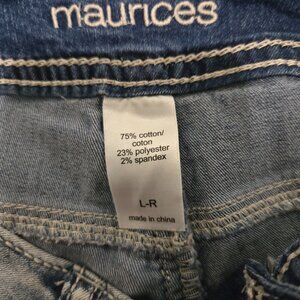 maurices
75% cotton/
coton
23% polyester
2% spandex
L-R
made in china